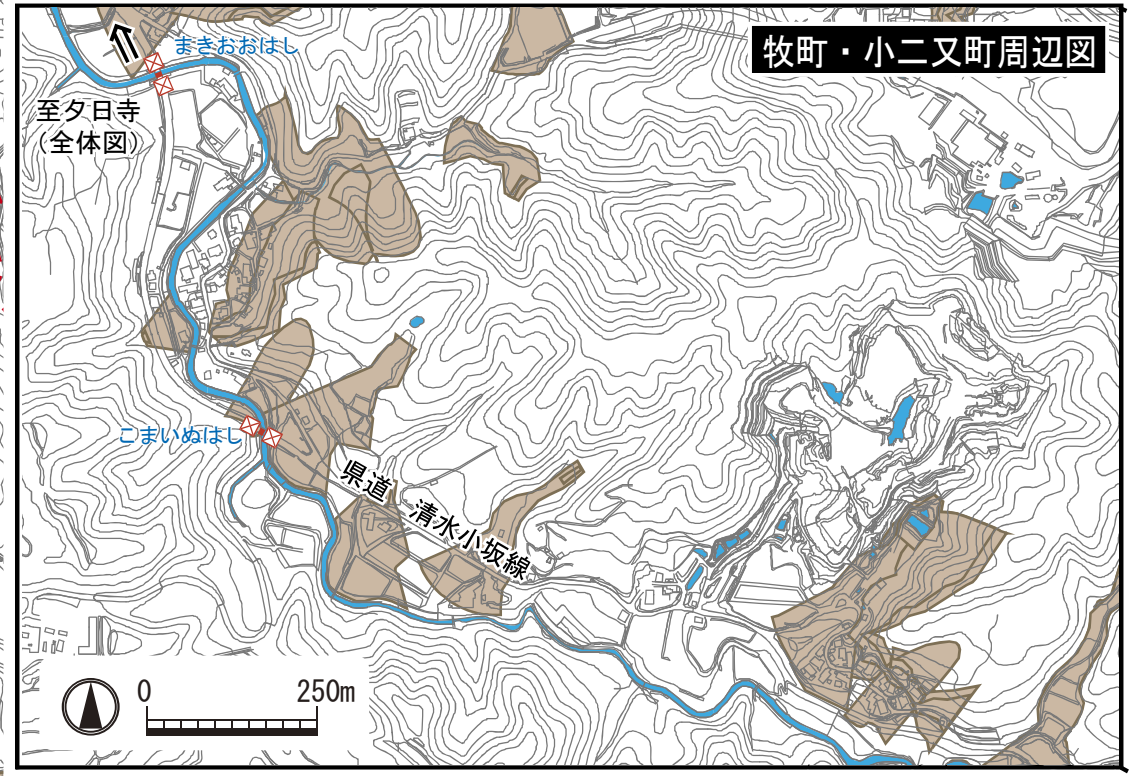 牧町・小二又町周辺図
まきおおはし
至夕日寺
(全体図)
こまいぬはし
県道 清水小坂線
0 250m